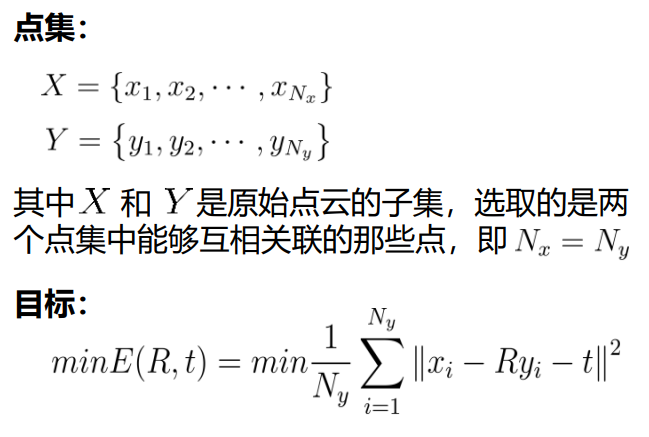 点集：
X = {x_1, x_2, ⋯ , x_{N_x}}
Y = {y_1, y_2, ⋯ , y_{N_y}}
其中 X 和 Y 是原始点云的子集，选取的是两
个点集中能够互相关联的那些点，即 N_x = N_y
目标：
minE(R, t) = min \frac{1}{N_y} \sum_{i=1}^{N_y} ‖x_i − Ry_i − t‖^2